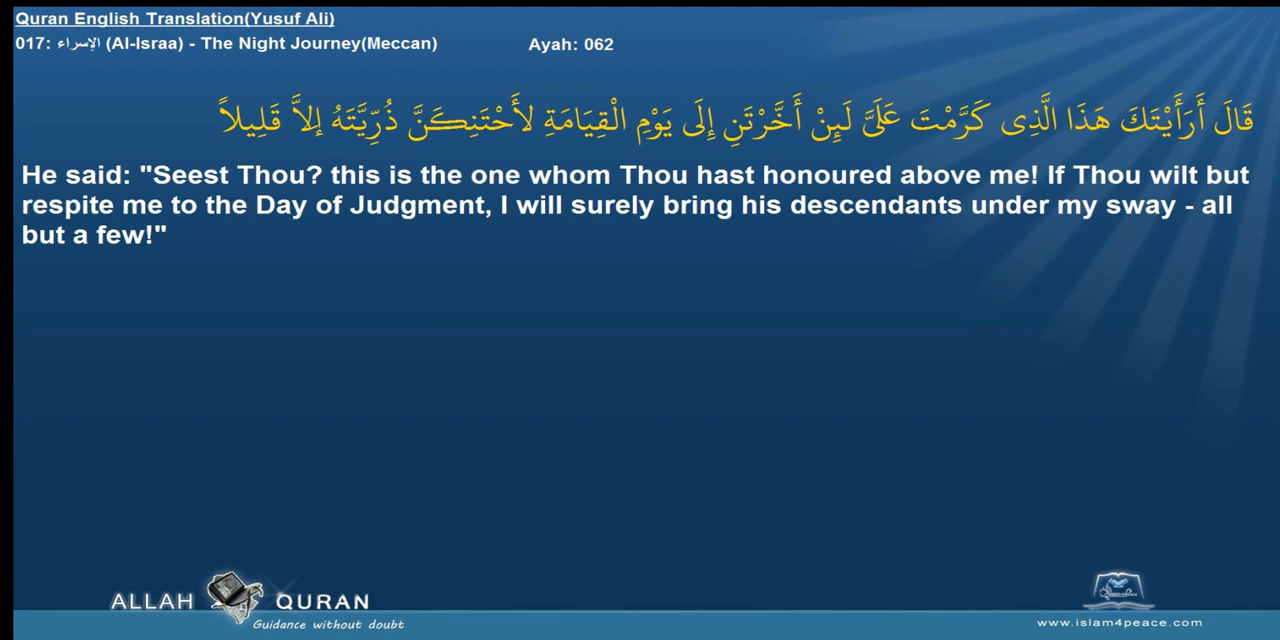 Quran English Translation(Yusuf Ali)
017: الإسراء (Al-Israa) - The Night Journey(Meccan) Ayah: 062
قَالَ أَرَأَيْتَكَ هَذَا الَّذِى كَرَّمْتَ عَلَىَّ لَئِنْ أَخَّرْتَنِ إِلَى يَوْمِ الْقِيَامَةِ لأَحْتَنِكَنَّ ذُرِّيَّتَهُ إلاَّ قَلِيلاً
He said: "Seest Thou? this is the one whom Thou hast honoured above me! If Thou wilt but
respite me to the Day of Judgment, I will surely bring his descendants under my sway - all
but a few!"
ALLAH QURAN
Guidance without doubt
www.islam4peace.com